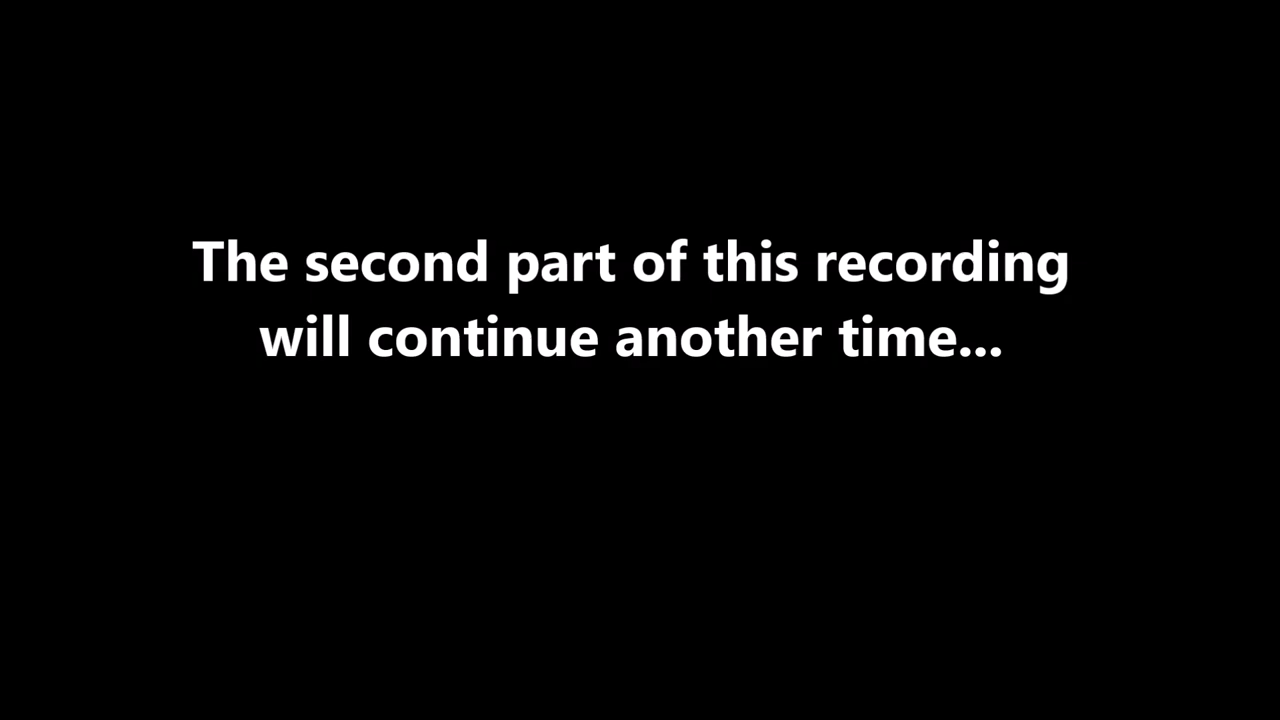 The second part of this recording
will continue another time...